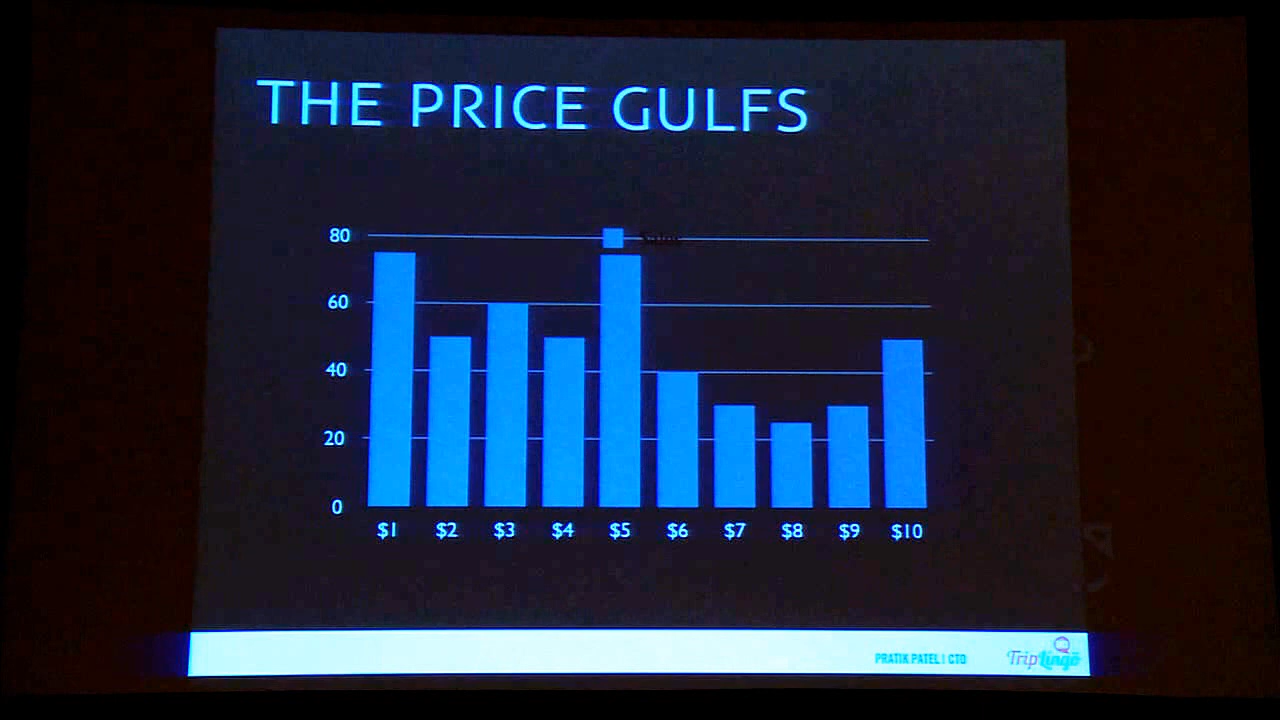 THE PRICE GULFS
80
60
40
20
0
$1 $2 $3 $4 $5 $6 $7 $8 $9 $10
PRATIK PATEL | CTO
TripLingo